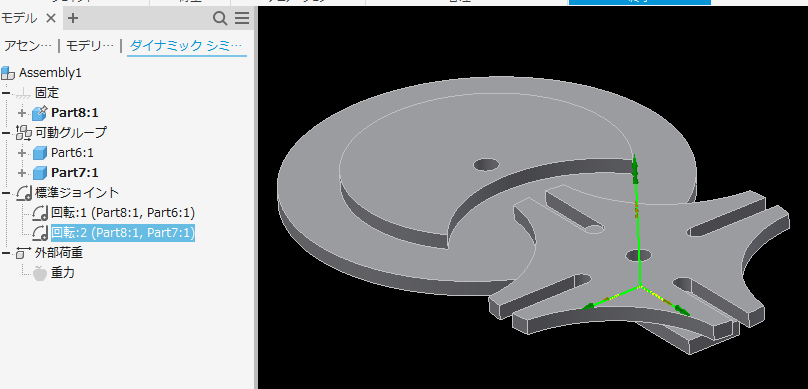 モデル
アセン… モデリ… ダイナミック シミ…
Assembly1
固定
Part8:1
可動グループ
Part6:1
Part7:1
標準ジョイント
回転:1 (Part8:1, Part6:1)
回転:2 (Part8:1, Part7:1)
外部荷重
重力